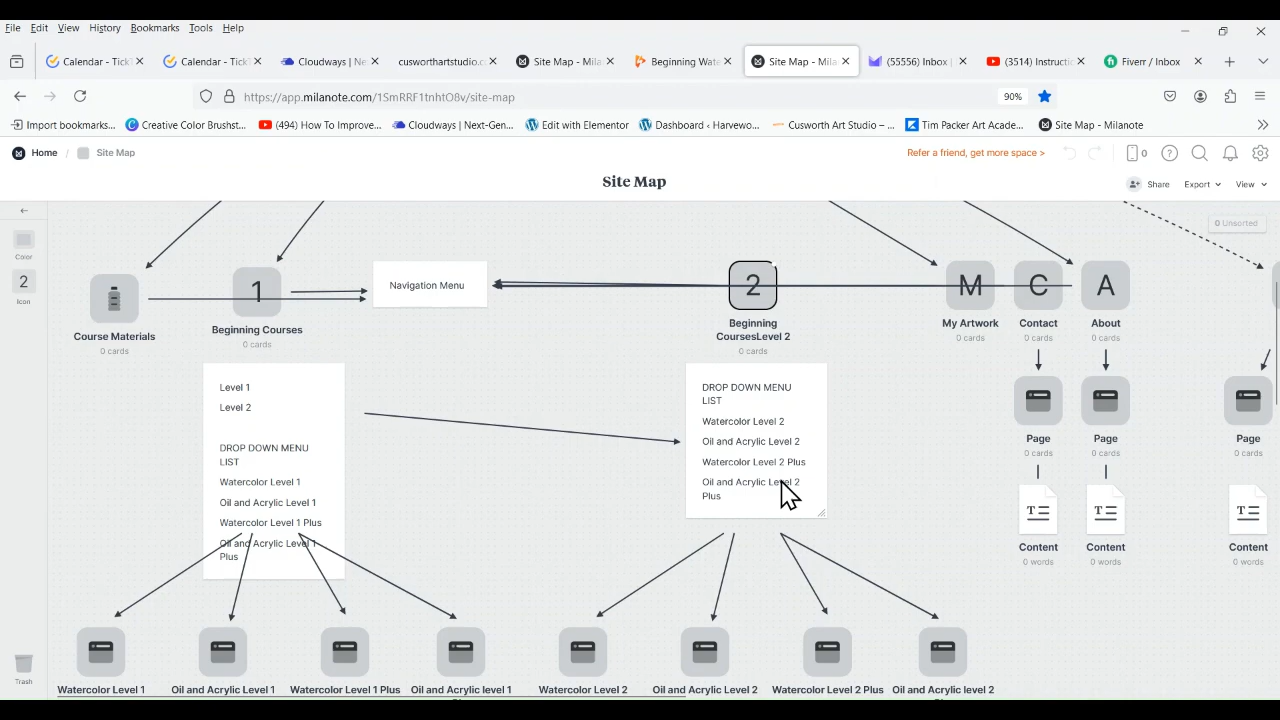 File Edit View History Bookmarks Tools Help
Calendar - Tick
Calendar - Tick
Cloudways | Ne
cusworthartstudio.c
Site Map - Mila
Beginning Wate
Site Map - Mila
(55556) Inbox |
(3514) Instructic
Fiverr / Inbox
https://app.milanote.com/1SmRRF1tnhtO8v/site-map
90%
Import bookmarks... Creative Color Brushst... (494) How To Improve... Cloudways | Next-Gen... Edit with Elementor Dashboard ‹ Harvewo... Cusworth Art Studio – ... Tim Packer Art Acade... Site Map - Milanote
Home / Site Map
Refer a friend, get more space >
0
Site Map
Share Export View
0 Unsorted
Color
2
Icon
Trash
Course Materials
0 cards
1
Beginning Courses
0 cards
Navigation Menu
2
Beginning
CoursesLevel 2
0 cards
M
My Artwork
0 cards
C
Contact
0 cards
A
About
0 cards
Level 1
Level 2
DROP DOWN MENU
LIST
Watercolor Level 1
Oil and Acrylic Level 1
Watercolor Level 1 Plus
Oil and Acrylic Level 1
Plus
DROP DOWN MENU
LIST
Watercolor Level 2
Oil and Acrylic Level 2
Watercolor Level 2 Plus
Oil and Acrylic Level 2
Plus
Page
0 cards
Page
0 cards
Page
0 cards
T
Content
0 words
T
Content
0 words
T
Content
0 words
Watercolor Level 1
Oil and Acrylic Level 1
Watercolor Level 1 Plus
Oil and Acrylic level 1
Watercolor Level 2
Oil and Acrylic Level 2
Watercolor Level 2 Plus
Oil and Acrylic level 2